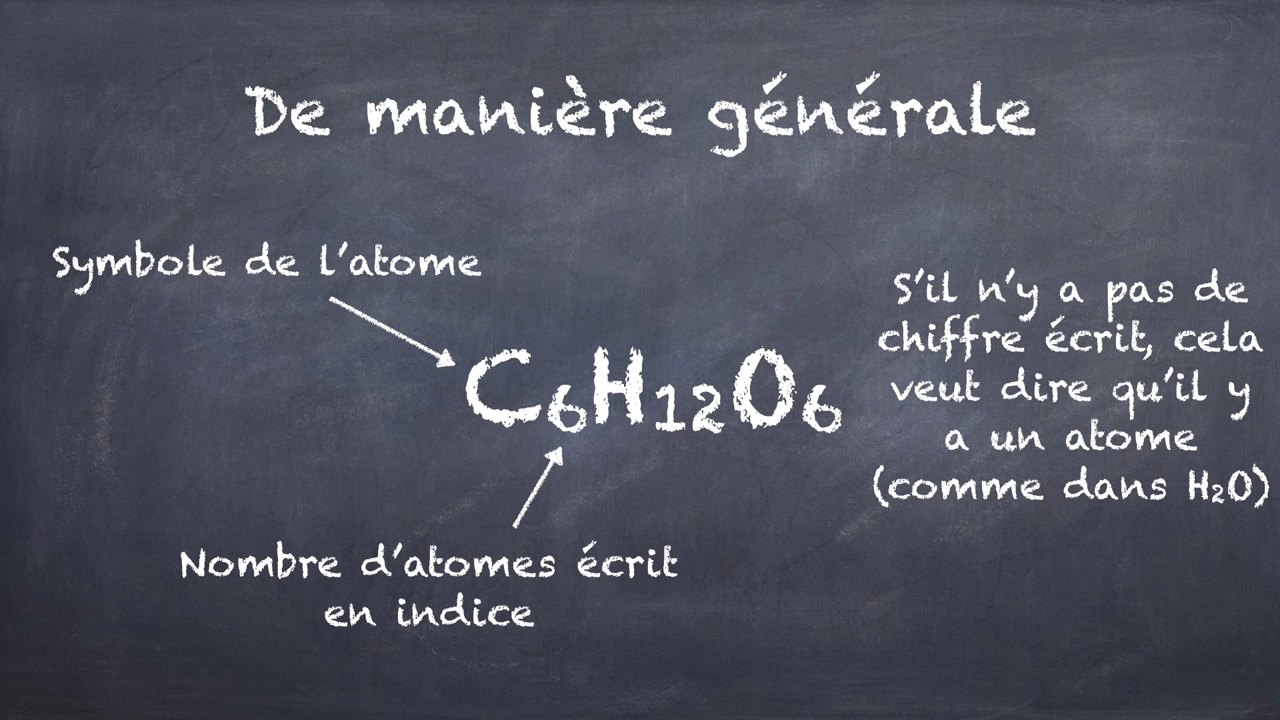 De manière générale
Symbole de l'atome
C₆H₁₂O₆
Nombre d'atomes écrit
en indice
S'il n'y a pas de
chiffre écrit, cela
veut dire qu'il y
a un atome
(comme dans H₂O)